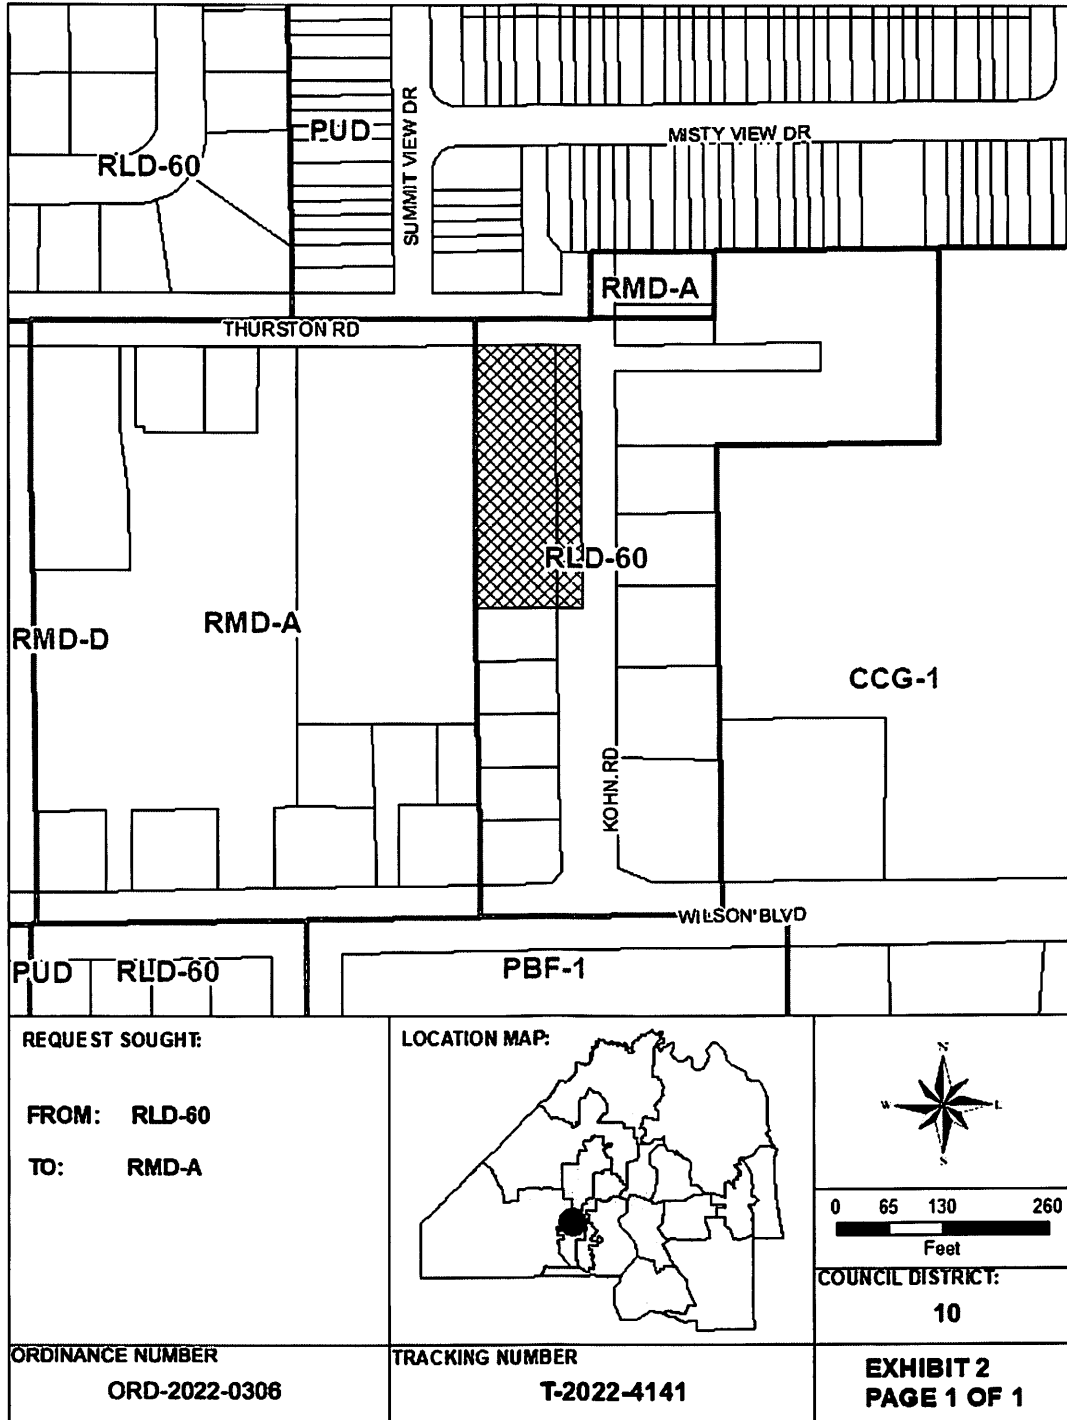 PUD
SUMMIT VIEW DR
MISTY VIEW DR
RLD-60
RMD-A
THURSTON RD
RLD-60
RMD-D
RMD-A
CCG-1
KOHN RD
WILSON BLVD
PUD
RLD-60
PBF-1
REQUEST SOUGHT:
FROM: RLD-60
TO: RMD-A
LOCATION MAP:
N
W
S
0 65 130 260
Feet
COUNCIL DISTRICT:
10
ORDINANCE NUMBER
ORD-2022-0306
TRACKING NUMBER
T-2022-4141
EXHIBIT 2
PAGE 1 OF 1